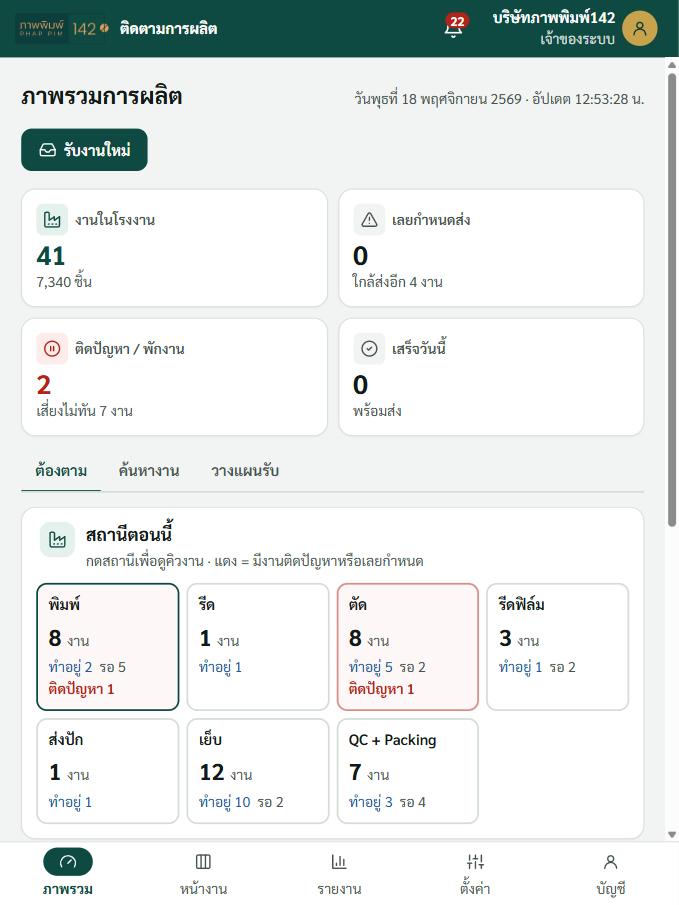 ภาพพิมพ์ 142 ติดตามการผลิต
PHAP PIM
22
บริษัทภาพพิมพ์142
เจ้าของระบบ
ภาพรวมการผลิต
วันพุธที่ 18 พฤศจิกายน 2569 · อัปเดต 12:53:28 น.
รับงานใหม่
งานในโรงงาน
41
7,340 ชิ้น
เลยกำหนดส่ง
0
ใกล้ส่งอีก 4 งาน
ติดปัญหา / พักงาน
2
เสี่ยงไม่ทัน 7 งาน
เสร็จวันนี้
0
พร้อมส่ง
ต้องตาม ค้นหางาน วางแผนรับ
สถานีตอนนี้
กดสถานีเพื่อดูคิวงาน · แดง = มีงานติดปัญหาหรือเลยกำหนด
พิมพ์
8 งาน
ทำอยู่ 2 รอ 5
ติดปัญหา 1
รีด
1 งาน
ทำอยู่ 1
ตัด
8 งาน
ทำอยู่ 5 รอ 2
ติดปัญหา 1
รีดฟิล์ม
3 งาน
ทำอยู่ 1 รอ 2
ส่งปัก
1 งาน
ทำอยู่ 1
เย็บ
12 งาน
ทำอยู่ 10 รอ 2
QC + Packing
7 งาน
ทำอยู่ 3 รอ 4
ภาพรวม หน้างาน รายงาน ตั้งค่า บัญชี